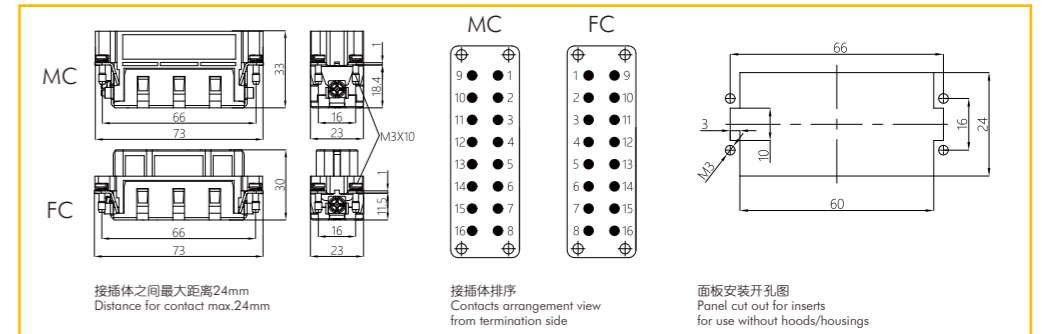 MC
33
1
18.4
66
73
16
23
M3X10
FC
30
1
11.5
66
73
16
23
接插体之间最大距离24mm
Distance for contact max.24mm
MC
9 1
10 2
11 3
12 4
13 5
14 6
15 7
16 8
FC
1 9
2 10
3 11
4 12
5 13
6 14
7 15
8 16
接插体排序
Contacts arrangement view
from termination side
66
3
M3
10
16
24
60
面板安装开孔图
Panel cut out for inserts
for use without hoods/housings